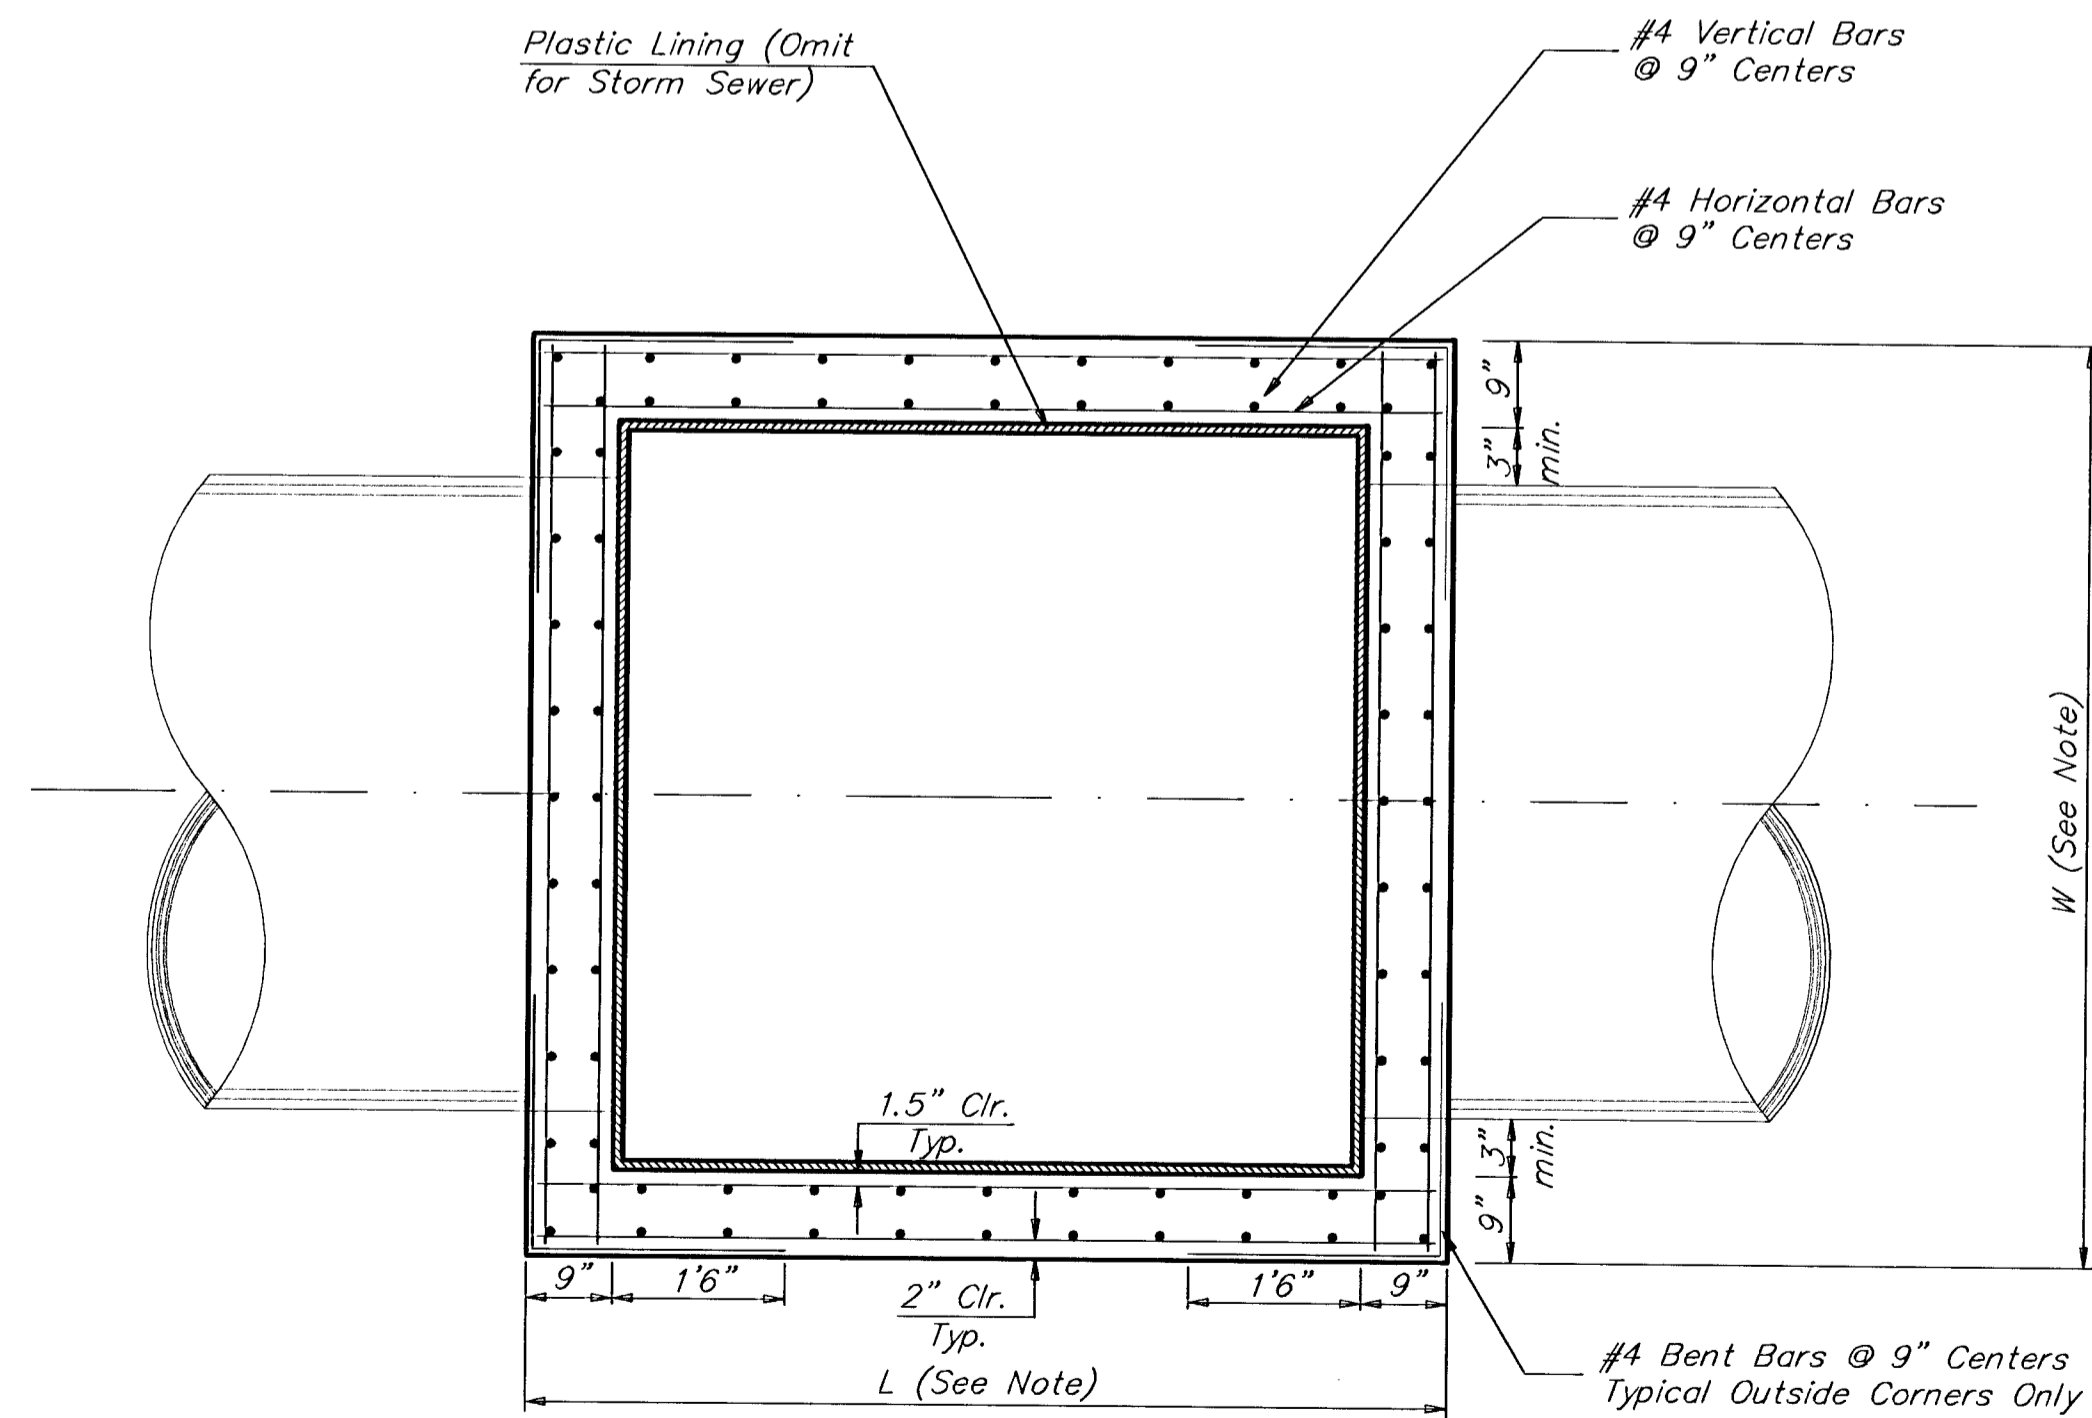 Plastic Lining (Omit
for Storm Sewer)
#4 Vertical Bars
@ 9" Centers
#4 Horizontal Bars
@ 9" Centers
9"
3"
min.
W (See Note)
1.5" Clr.
Typ.
3"
min.
9"
9"
1'6"
2" Clr.
Typ.
1'6"
9"
L (See Note)
#4 Bent Bars @ 9" Centers
Typical Outside Corners Only